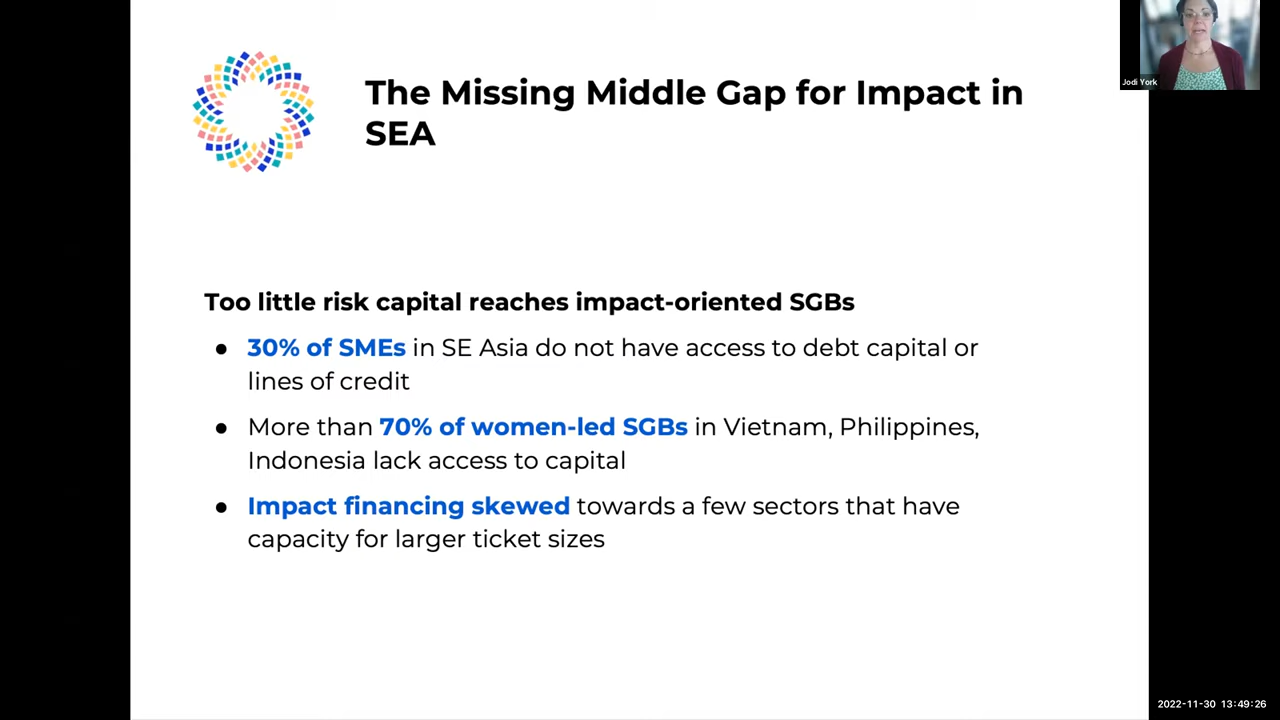 The Missing Middle Gap for Impact in
SEA
Jodi York
Too little risk capital reaches impact-oriented SGBs
● 30% of SMEs in SE Asia do not have access to debt capital or
lines of credit
● More than 70% of women-led SGBs in Vietnam, Philippines,
Indonesia lack access to capital
● Impact financing skewed towards a few sectors that have
capacity for larger ticket sizes
2022-11-30 13:49:26